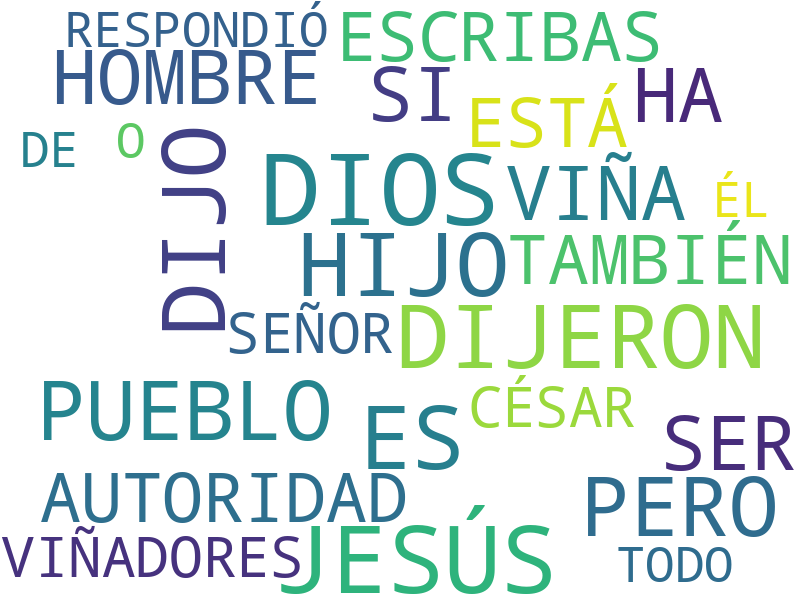 RESPONDIÓ
ESCRIBAS
HOMBRE
SI
HA
ESTÁ
DE
O
DIJO
DIOS
VIÑA
ÉL
HIJO
TAMBIÉN
SEÑOR
DIJERON
PUEBLO
ES
CÉSAR
SER
AUTORIDAD
PERO
VIÑADORES
JESÚS
TODO